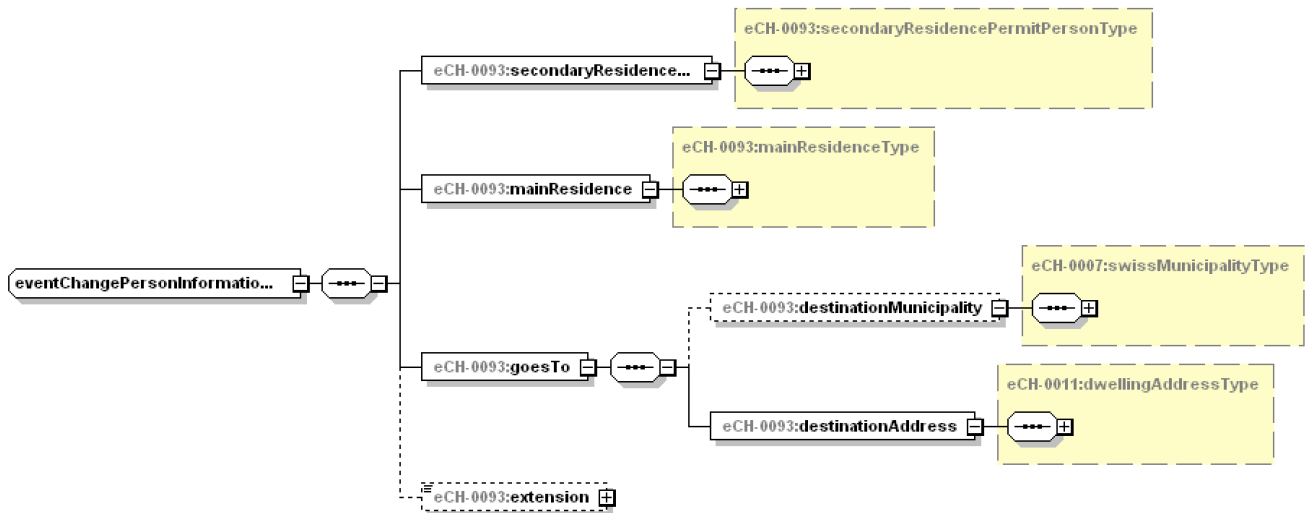 eCH-0093:secondaryResidencePermitPersonType
eCH-0093:secondaryResidence...
eCH-0093:mainResidenceType
eCH-0093:mainResidence
eventChangePersonInformatio...
eCH-0007:swissMunicipalityType
eCH-0093:destinationMunicipality
eCH-0093:goesTo
eCH-0011:dwellingAddressType
eCH-0093:destinationAddress
eCH-0093:extension